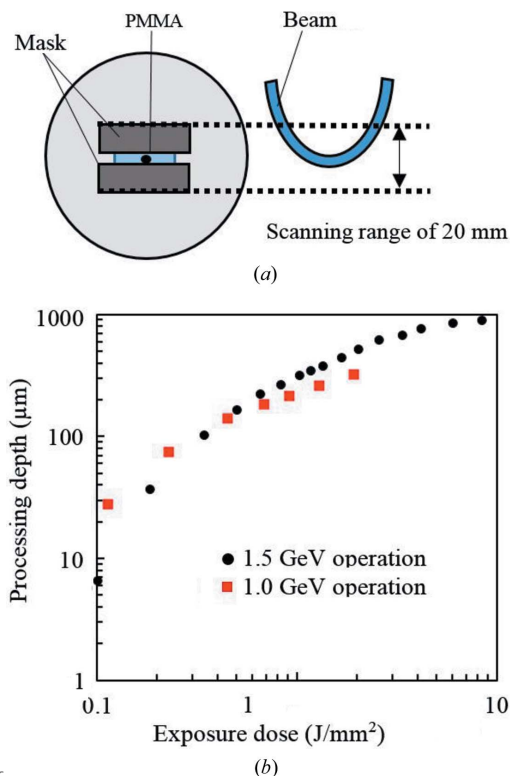 PMMA
Beam
Mask
Scanning range of 20 mm
(a)
1000
100
10
1
Processing depth (µm)
1.5 GeV operation
1.0 GeV operation
0.1
1
10
Exposure dose (J/mm²)
(b)